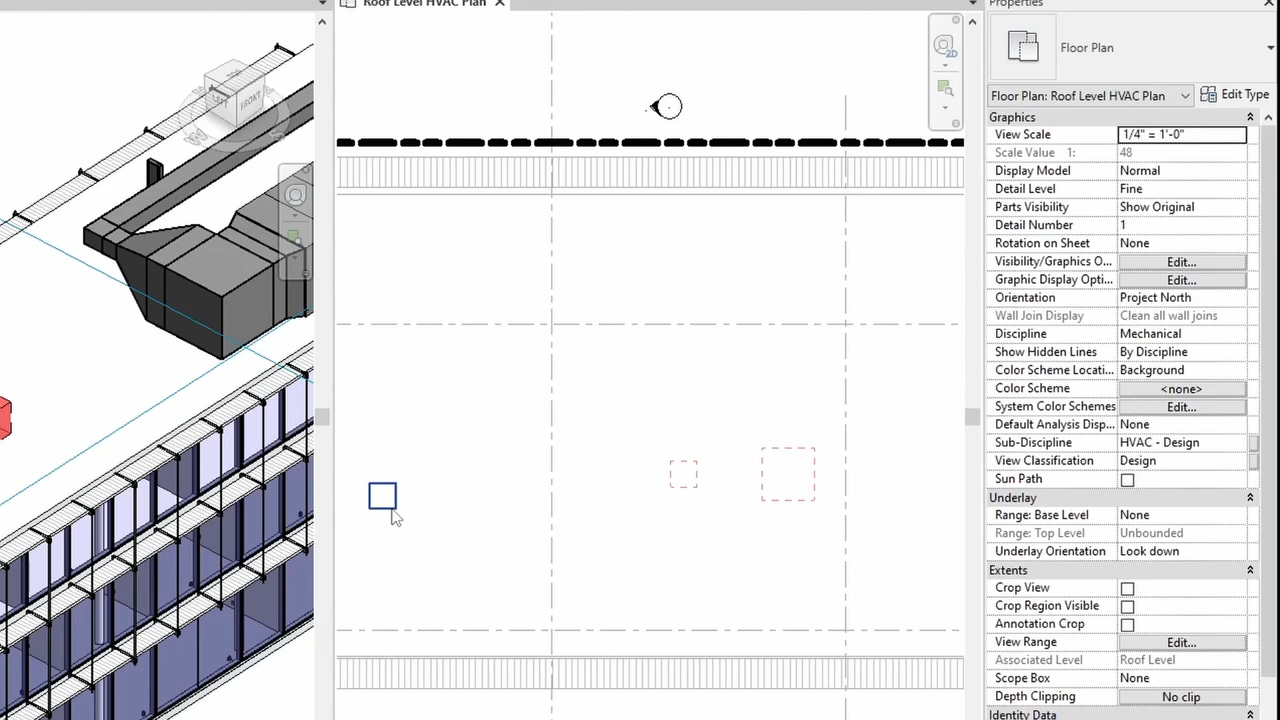 Roof Level HVAC Plan
Properties
Floor Plan
Floor Plan: Roof Level HVAC Plan
Edit Type
Graphics
View Scale 1/4" = 1'-0"
Scale Value 1: 48
Display Model Normal
Detail Level Fine
Parts Visibility Show Original
Detail Number 1
Rotation on Sheet None
Visibility/Graphics O... Edit...
Graphic Display Opti... Edit...
Orientation Project North
Wall Join Display Clean all wall joins
Discipline Mechanical
Show Hidden Lines By Discipline
Color Scheme Locati... Background
Color Scheme <none>
System Color Schemes Edit...
Default Analysis Disp... None
Sub-Discipline HVAC - Design
View Classification Design
Sun Path
Underlay
Range: Base Level None
Range: Top Level Unbounded
Underlay Orientation Look down
Extents
Crop View
Crop Region Visible
Annotation Crop
View Range Edit...
Associated Level Roof Level
Scope Box None
Depth Clipping No clip
Identity Data
LEFT
FRONT
2D